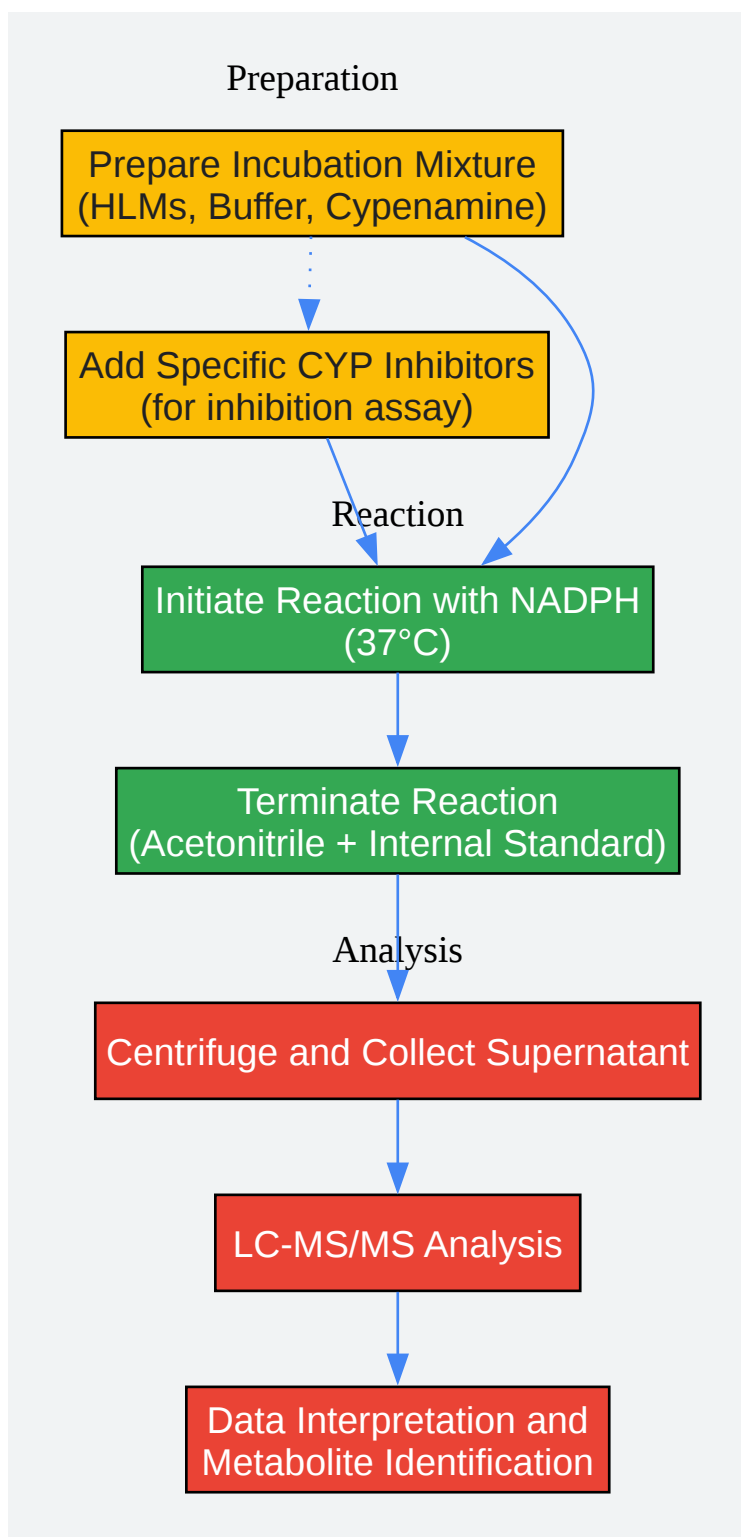 Preparation
Prepare Incubation Mixture
(HLMs, Buffer, Cypenamine)
Add Specific CYP Inhibitors
(for inhibition assay)
Reaction
Initiate Reaction with NADPH
(37°C)
Terminate Reaction
(Acetonitrile + Internal Standard)
Analysis
Centrifuge and Collect Supernatant
LC-MS/MS Analysis
Data Interpretation and
Metabolite Identification